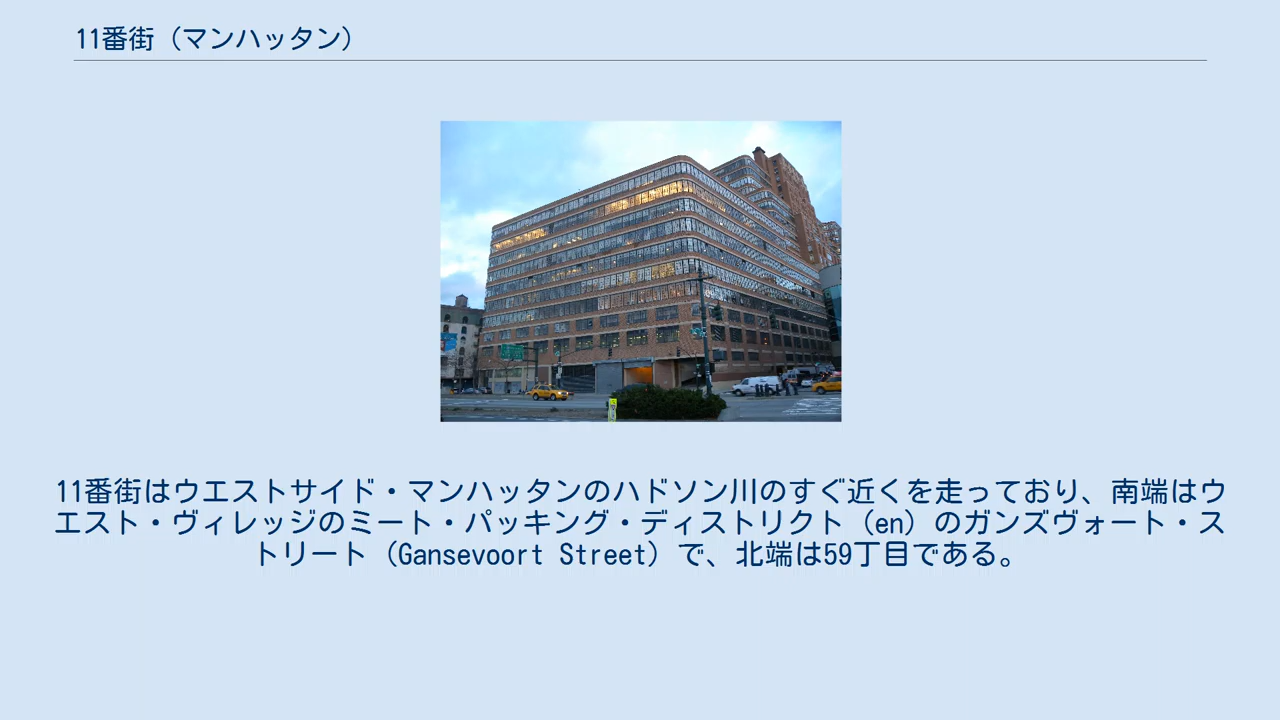 11番街（マンハッタン）
11番街はウエストサイド・マンハッタンのハドソン川のすぐ近くを走っており、南端はウ
エスト・ヴィレッジのミート・パッキング・ディストリクト（en）のガンズヴォート・ス
トリート（Gansevoort Street）で、北端は59丁目である。